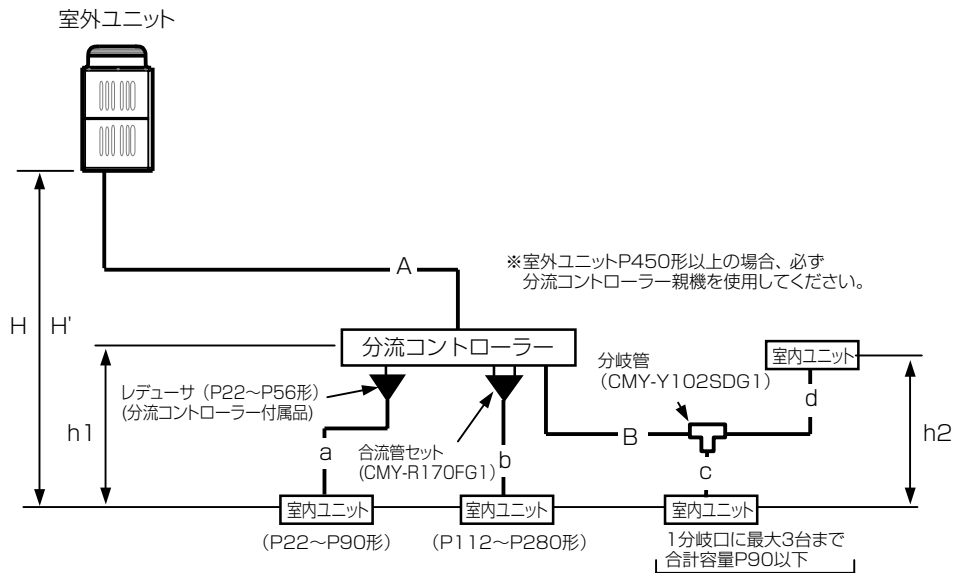 室外ユニット
A
※室外ユニットP450形以上の場合、必ず
分流コントローラー親機を使用してください。
H
H'
分流コントローラー
分岐管
(CMY-Y102SDG1)
室内ユニット
レデューサ(P22〜P56形)
(分流コントローラー付属品)
d
h1
合流管セット
(CMY-R170FG1)
a
b
B
c
h2
室内ユニット
室内ユニット
室内ユニット
(P22〜P90形)
(P112〜P280形)
1分岐口に最大3台まで
合計容量P90以下